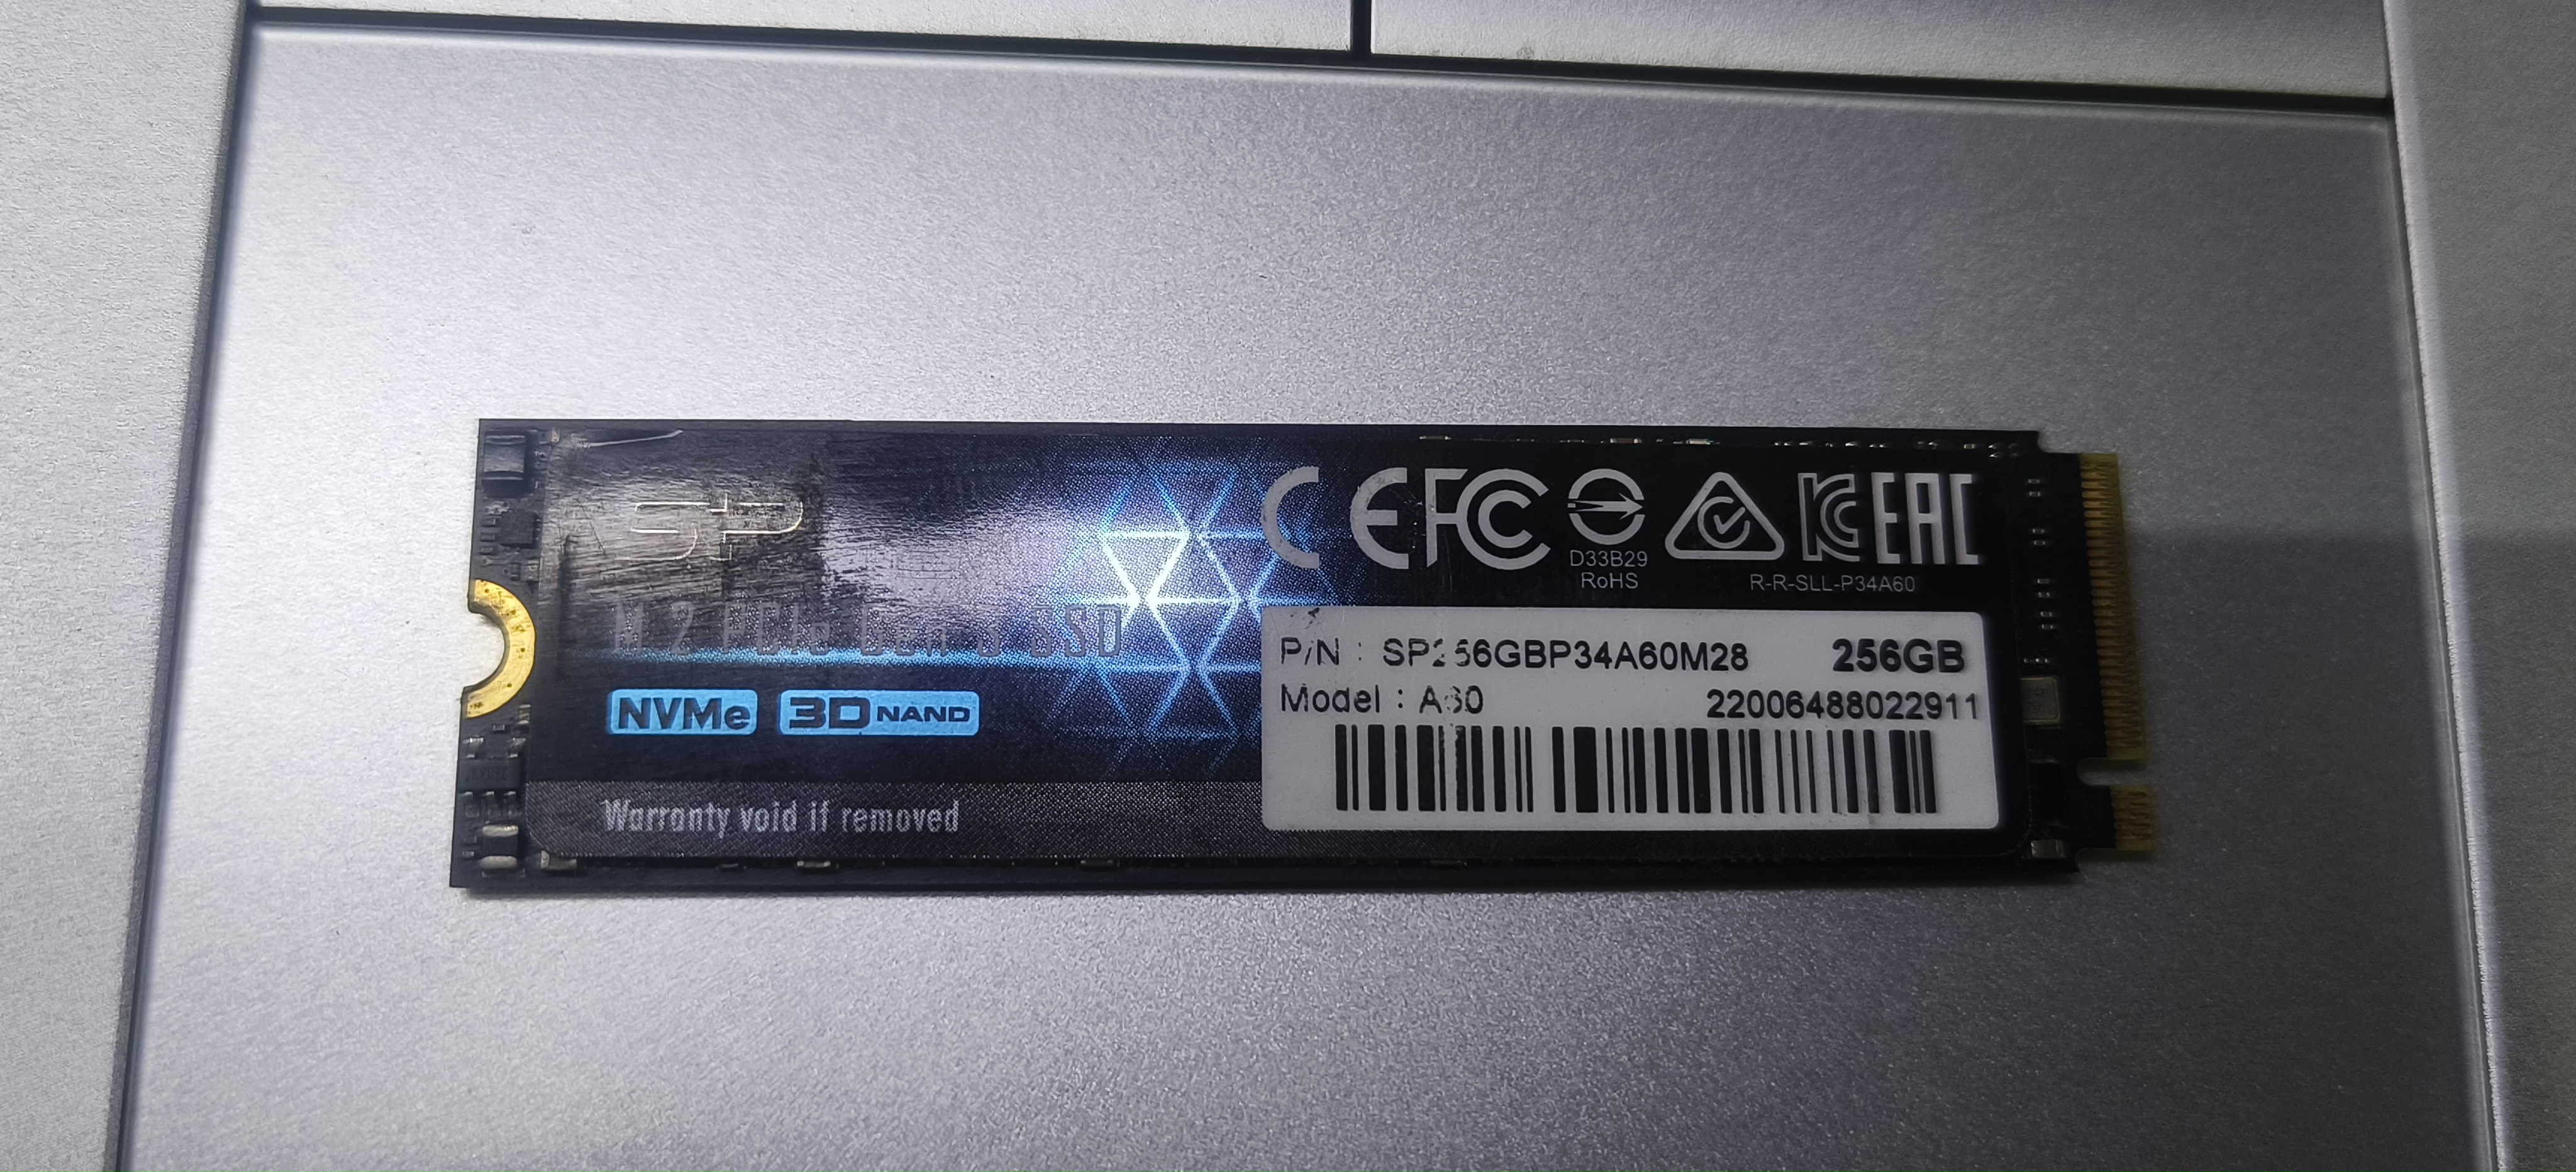 SP
M.2 PCIe Gen 3 SSD
NVMe 3D NAND
Warranty void if removed
CE FC KC EAC
D33B29
RoHS
R-R-SLL-P34A60
P/N : SP256GBP34A60M28 256GB
Model : A60 22006488022911